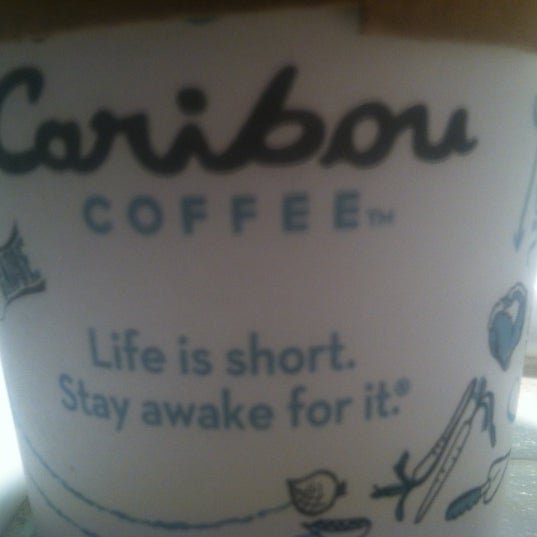 Caribou
COFFEE™
Life is short.
Stay awake for it.®